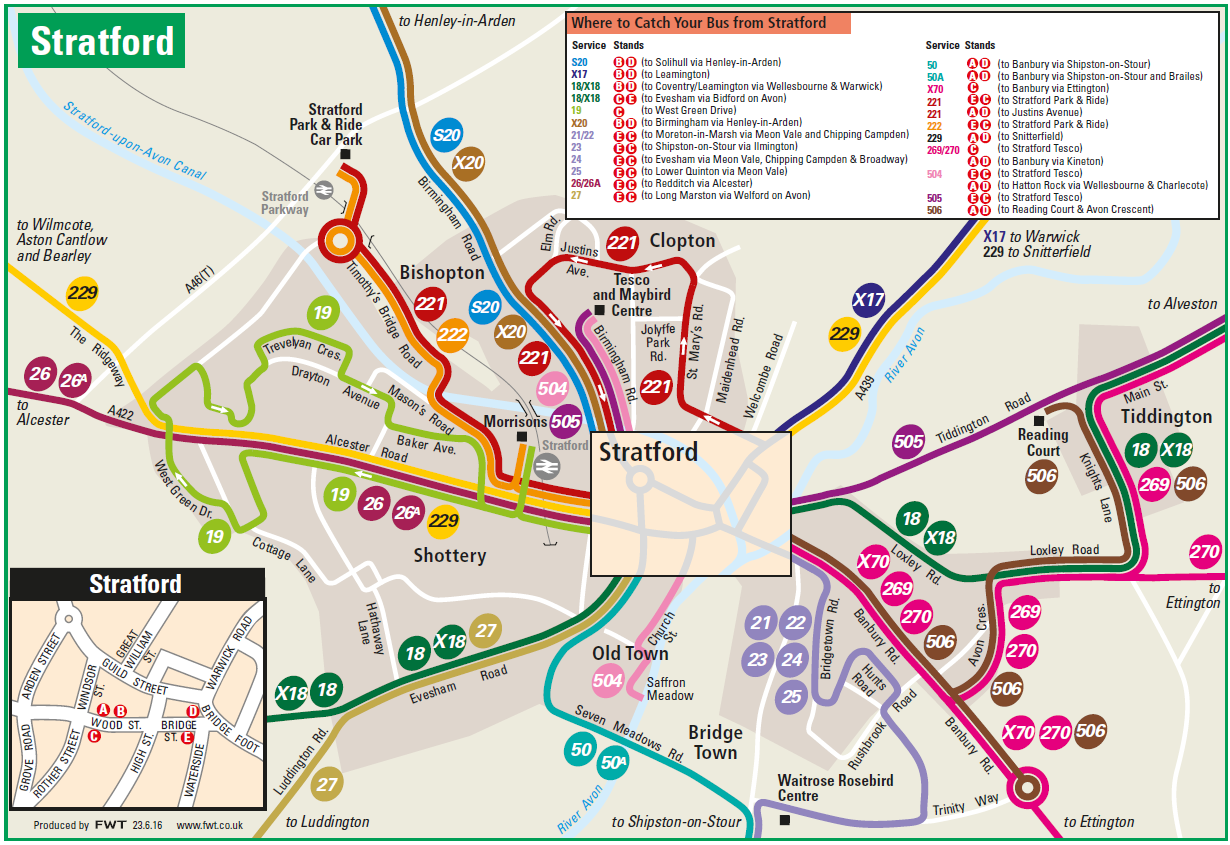 Stratford
to Henley-in-Arden
Where to Catch Your Bus from Stratford
Service Stands
S20 B D (to Solihull via Henley-in-Arden)
X17 B D (to Leamington)
18/X18 B D (to Coventry/Leamington via Wellesbourne & Warwick)
18/X18 C E (to Evesham via Bidford on Avon)
19 C (to West Green Drive)
X20 B D (to Birmingham via Henley-in-Arden)
21/22 E C (to Moreton-in-Marsh via Meon Vale and Chipping Campden)
23 E C (to Shipston-on-Stour via Ilmington)
24 E C (to Evesham via Meon Vale, Chipping Campden & Broadway)
25 E C (to Lower Quinton via Meon Vale)
26/26A E C (to Redditch via Alcester)
27 E C (to Long Marston via Welford on Avon)
Service Stands
50 A D (to Banbury via Shipston-on-Stour)
50A A D (to Banbury via Shipston-on-Stour and Brailes)
X70 C (to Banbury via Ettington)
221 E C (to Stratford Park & Ride)
221 A D (to Justins Avenue)
222 E C (to Stratford Park & Ride)
229 A D (to Snitterfield)
269/270 C (to Stratford Tesco)
A D (to Banbury via Kineton)
504 E C (to Stratford Tesco)
A D (to Hatton Rock via Wellesbourne & Charlecote)
505 E C (to Stratford Tesco)
506 A D (to Reading Court & Avon Crescent)
Stratford-upon-Avon Canal
Stratford
Park & Ride
Car Park
Stratford
Parkway
S20
X20
Birmingham Road
to Wilmcote,
Aston Cantlow
and Bearley
A46(T)
229
The Ridgeway
Bishopton
Timothy's Bridge Road
221
222
S20
X20
221
504
505
Elm Rd.
Justins
Ave.
221
Clopton
Tesco
and Maybird
Centre
Birmingham Rd.
Jolyffe
Park
Rd.
221
St. Mary's Rd.
Maidenhead Rd.
Welcombe Road
X17 to Warwick
229 to Snitterfield
X17
229
A439
River Avon
to Alveston
19
Trevelyan Cres.
Drayton
Avenue
Mason's Road
Baker Ave.
26
26A
to
Alcester
A422
Alcester
Road
Morrisons
Stratford
Stratford
19
26
26A
229
Shottery
West Green Dr.
19
Cottage Lane
Hathaway
Lane
505
Tiddington
Road
Reading
Court
506
Knights Lane
Main St.
Tiddington
18
X18
269
506
18
X18
Loxley Rd.
Loxley Road
270
to
Ettington
X70
269
270
506
Banbury Rd.
Avon Cres.
269
270
506
X70
270
506
Banbury Rd.
to Ettington
21
22
23
24
25
Bridgetown Rd.
Hunts
Road
Rushbrook
Road
Trinity Way
Waitrose Rosebird
Centre
Bridge
Town
Church
St.
Old Town
504
Saffron
Meadow
Seven Meadows Rd.
50
50A
River Avon
to Shipston-on-Stour
X18
18
18
X18
27
Evesham
Road
Luddington Rd.
27
to Luddington
Stratford
ARDEN STREET
GREAT
WILLIAM
ST.
GUILD STREET
WARWICK ROAD
WINDSOR
ST.
A
B
C
D
E
WOOD ST.
BRIDGE
ST.
BRIDGE FOOT
GROVE ROAD
ROTHER STREET
HIGH ST.
WATERSIDE
Produced by FWT 23.6.16 www.fwt.co.uk